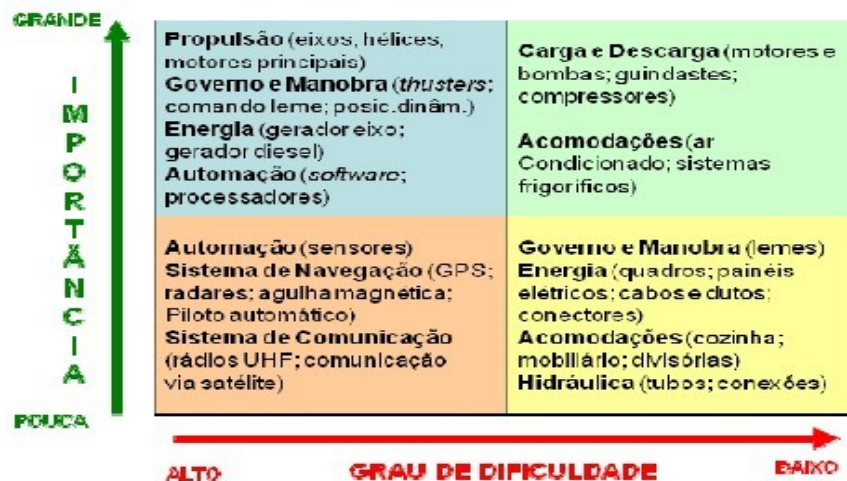 GRANDE
IMPORTÂNCIA
POUCA
Propulsão (eixos, hélices,
motores principais)
Governo e Manobra (thusters;
comando leme; posic.dinâm.)
Energia (gerador eixo;
gerador diesel)
Automação (software;
processadores)
Carga e Descarga (motores e
bombas; guindastes;
compressores)
Acomodações (ar
Condicionado; sistemas
frigoríficos)
Automação (sensores)
Sistema de Navegação (GPS;
radares; agulha magnética;
Piloto automático)
Sistema de Comunicação
(rádios UHF; comunicação
via satélite)
Governo e Manobra (lemes)
Energia (quadros; painéis
elétricos; cabos e dutos;
conectores)
Acomodações (cozinha;
mobiliário; divisórias)
Hidráulica (tubos; conexões)
ALTO GRAU DE DIFICULDADE BAIXO